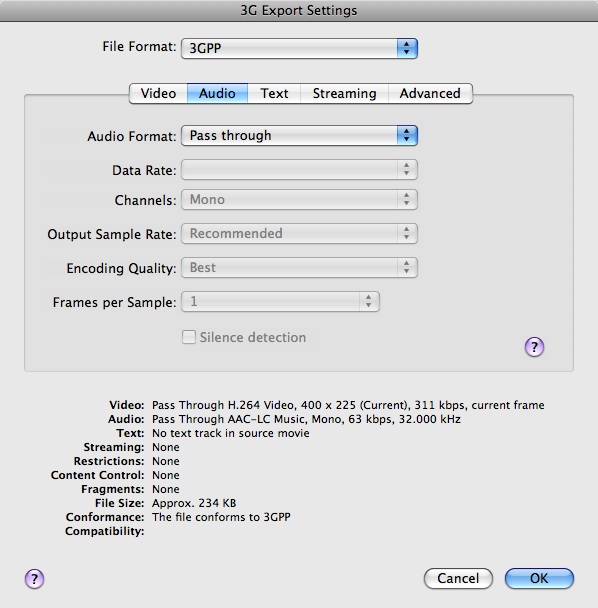 3G Export Settings
File Format: 3GPP
Video Audio Text Streaming Advanced
Audio Format: Pass through
Data Rate:
Channels: Mono
Output Sample Rate: Recommended
Encoding Quality: Best
Frames per Sample: 1
Silence detection
?
Video: Pass Through H.264 Video, 400 x 225 (Current), 311 kbps, current frame
Audio: Pass Through AAC-LC Music, Mono, 63 kbps, 32.000 kHz
Text: No text track in source movie
Streaming: None
Restrictions: None
Content Control: None
Fragments: None
File Size: Approx. 234 KB
Conformance: The file conforms to 3GPP
Compatibility:
? Cancel OK